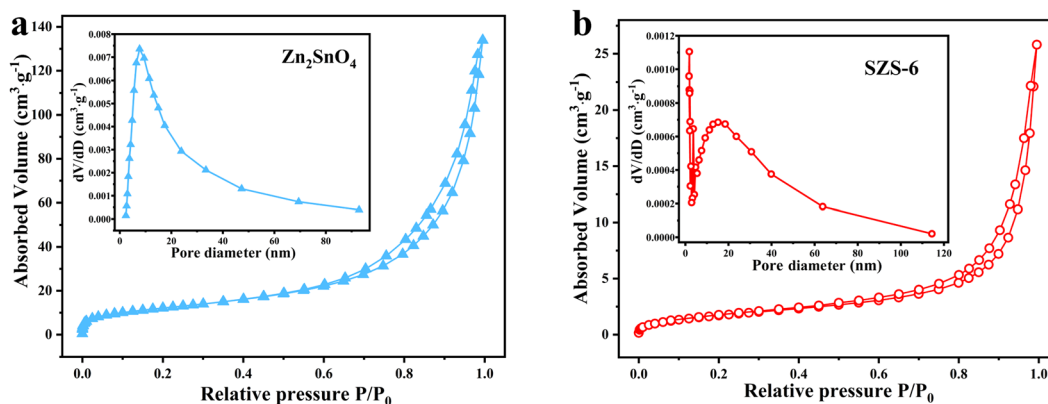 a
140
120
100
80
60
40
20
0
Absorbed Volume (cm³·g⁻¹)
0.0 0.2 0.4 0.6 0.8 1.0
Relative pressure P/P₀
0.008
0.007
0.006
0.005
0.004
0.003
0.002
0.001
0.000
dV/dD (cm³·g⁻¹)
Zn₂SnO₄
0 20 40 60 80
Pore diameter (nm)
b
25
20
15
10
5
0
Absorbed Volume (cm³·g⁻¹)
0.0 0.2 0.4 0.6 0.8 1.0
Relative pressure P/P₀
0.0012
0.0010
0.0008
0.0006
0.0004
0.0002
0.0000
dV/dD (cm³·g⁻¹)
SZS-6
0 20 40 60 80 100 120
Pore diameter (nm)